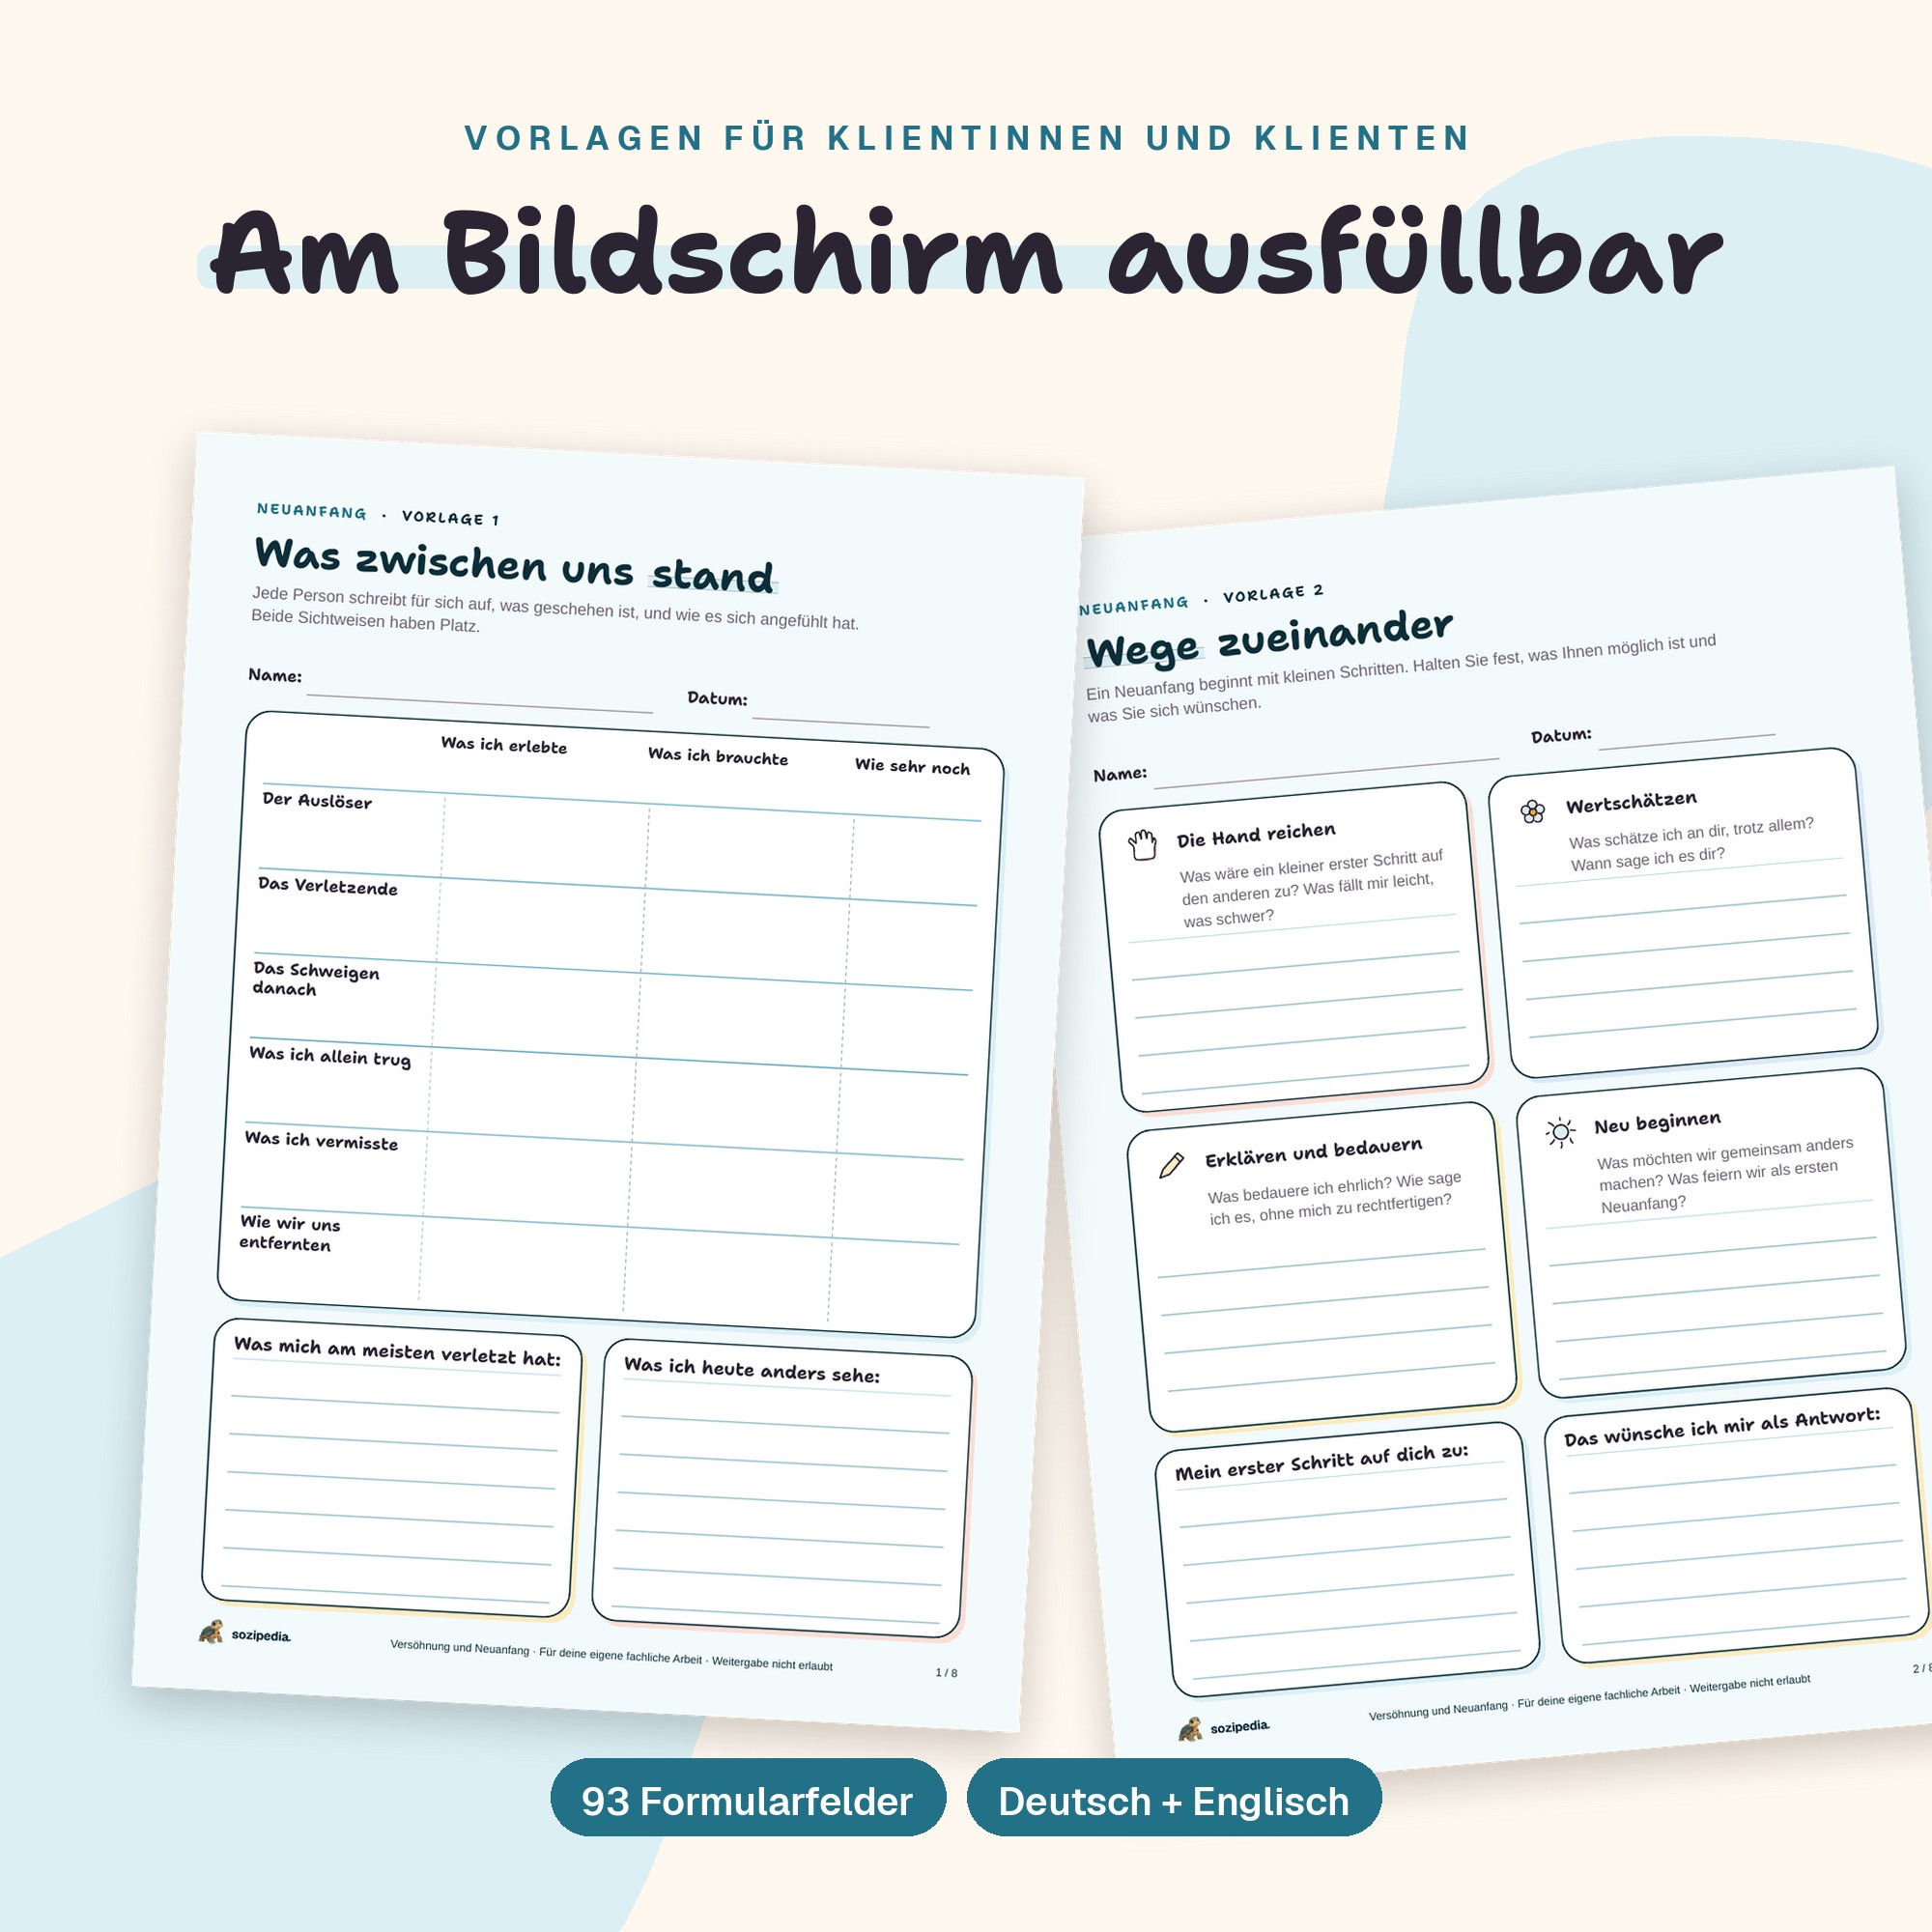 VORLAGEN FÜR KLIENTINNEN UND KLIENTEN
Am Bildschirm ausfüllbar
NEUANFANG · VORLAGE 1
Was zwischen uns stand
Jede Person schreibt für sich auf, was geschehen ist, und wie es sich angefühlt hat.
Beide Sichtweisen haben Platz.
Name:
Datum:
Was ich erlebte
Was ich brauchte
Wie sehr noch
Der Auslöser
Das Verletzende
Das Schweigen
danach
Was ich allein trug
Was ich vermisste
Wie wir uns
entfernten
Was mich am meisten verletzt hat:
Was ich heute anders sehe:
sozipedia.
Versöhnung und Neuanfang · Für deine eigene fachliche Arbeit · Weitergabe nicht erlaubt
1 / 8
NEUANFANG · VORLAGE 2
Wege zueinander
Ein Neuanfang beginnt mit kleinen Schritten. Halten Sie fest, was Ihnen möglich ist und
was Sie sich wünschen.
Name:
Datum:
Die Hand reichen
Was wäre ein kleiner erster Schritt auf
den anderen zu? Was fällt mir leicht,
was schwer?
Wertschätzen
Was schätze ich an dir, trotz allem?
Wann sage ich es dir?
Erklären und bedauern
Was bedauere ich ehrlich? Wie sage
ich es, ohne mich zu rechtfertigen?
Neu beginnen
Was möchten wir gemeinsam anders
machen? Was feiern wir als ersten
Neuanfang?
Mein erster Schritt auf dich zu:
Das wünsche ich mir als Antwort:
sozipedia.
Versöhnung und Neuanfang · Für deine eigene fachliche Arbeit · Weitergabe nicht erlaubt
2 / 8
93 Formularfelder
Deutsch + Englisch